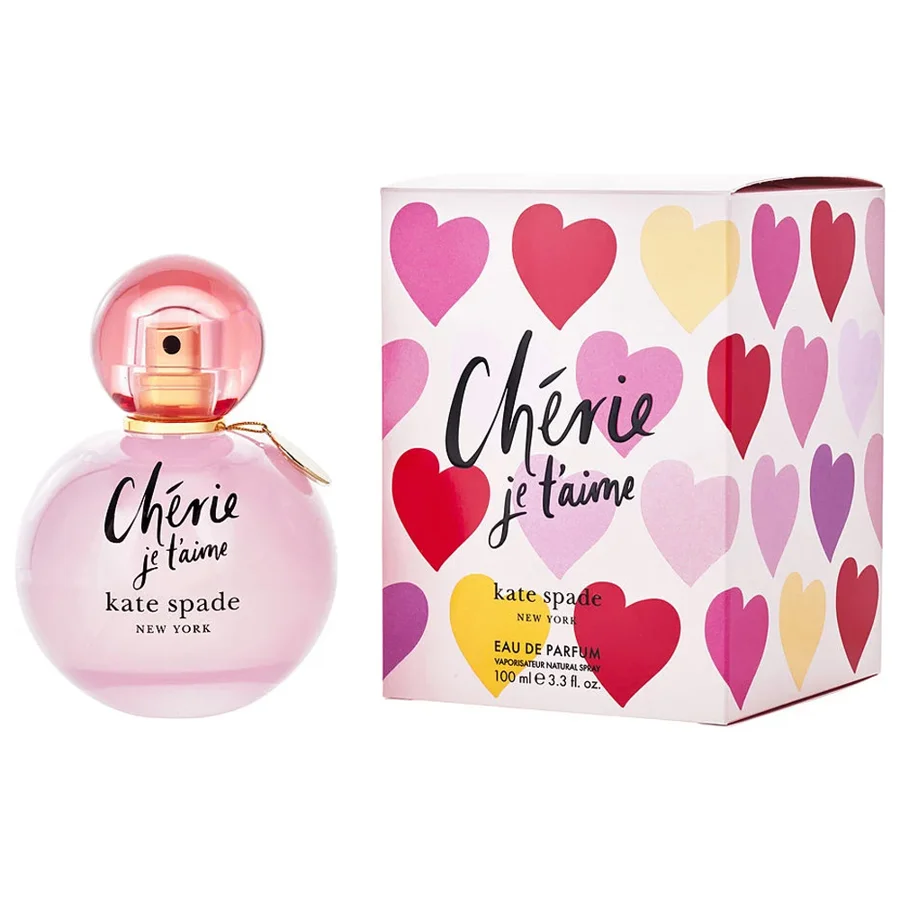 Chérie
je t'aime
kate spade
NEW YORK
Chérie
je t'aime
kate spade
NEW YORK
EAU DE PARFUM
VAPORISATEUR NATURAL SPRAY
100 ml e 3.3 fl. oz.